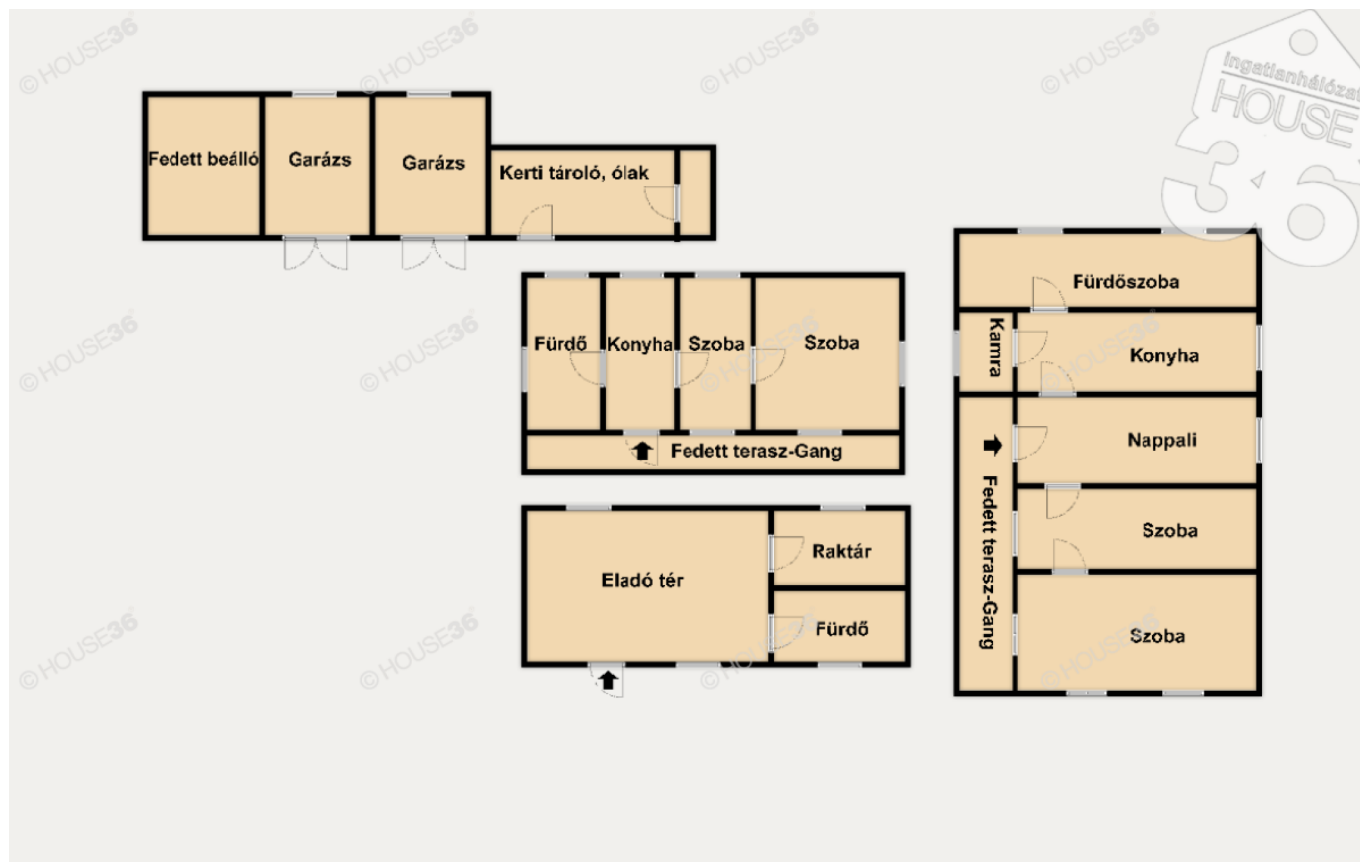 © HOUSE36
© HOUSE36
© HOUSE36
© HOUSE36
Ingatlanhálózat
HOUSE
36
Fedett beálló
Garázs
Garázs
Kerti tároló, ólak
Fürdő
Konyha
Szoba
Szoba
Fedett terasz-Gang
Eladó tér
Raktár
Fürdő
Fürdőszoba
Kamra
Konyha
Nappali
Fedett terasz-Gang
Szoba
Szoba
© HOUSE36
© HOUSE36
© HOUSE36
© HOUSE36
© HOUSE36
© HOUSE36
© HOUSE36
© HOUSE36